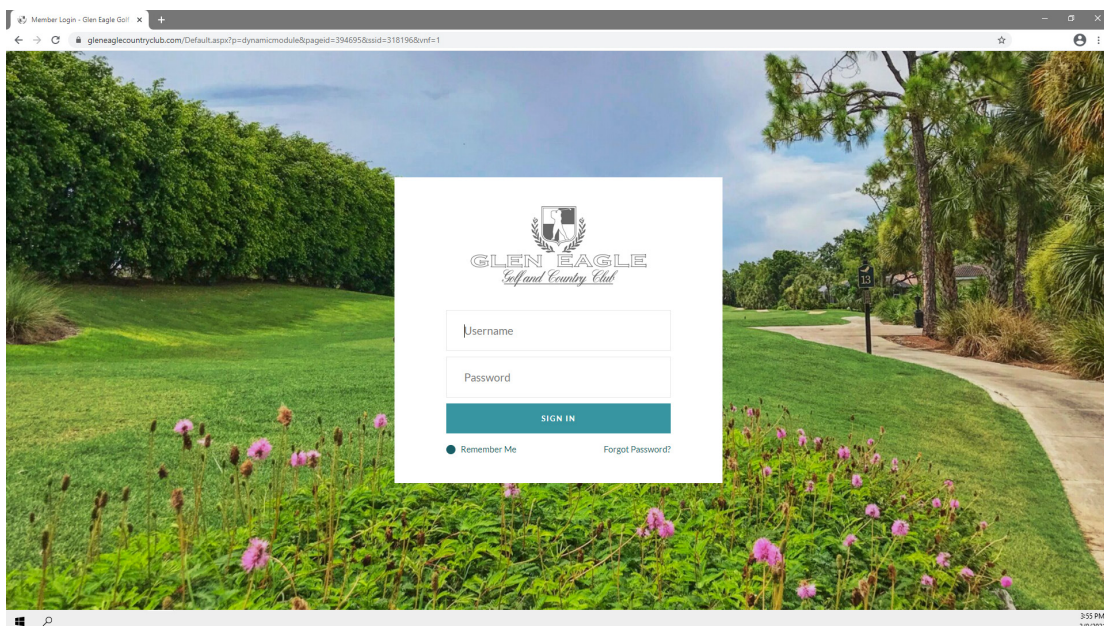 Member Login - Glen Eagle Golf
gleneaglecountryclub.com/Default.aspx?p=dynamicmodule&pageid=394695&ssid=318196&vnf=1
GLEN EAGLE
Golf and Country Club
13
Username
Password
SIGN IN
Remember Me
Forgot Password?
3:55 PM